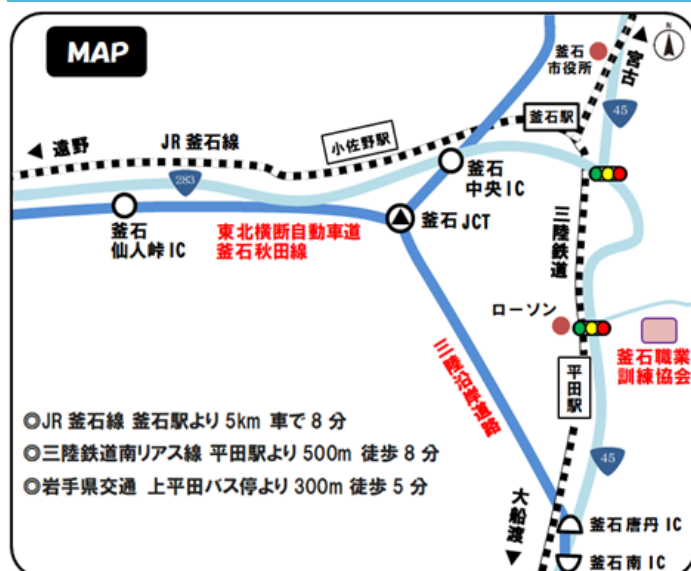 MAP
N
釜石
市役所
宮古
45
釜石駅
小佐野駅
JR 釜石線
遠野
283
釜石
中央 IC
釜石
仙人峠 IC
東北横断自動車道
釜石秋田線
釜石 JCT
三陸鉄道
ローソン
釜石職業
訓練協会
平田駅
三陸沿岸道路
◎JR 釜石線 釜石駅より 5km 車で 8 分
◎三陸鉄道南リアス線 平田駅より 500m 徒歩 8 分
◎岩手県交通 上平田バス停より 300m 徒歩 5 分
45
大船渡
釜石唐丹 IC
釜石南 IC